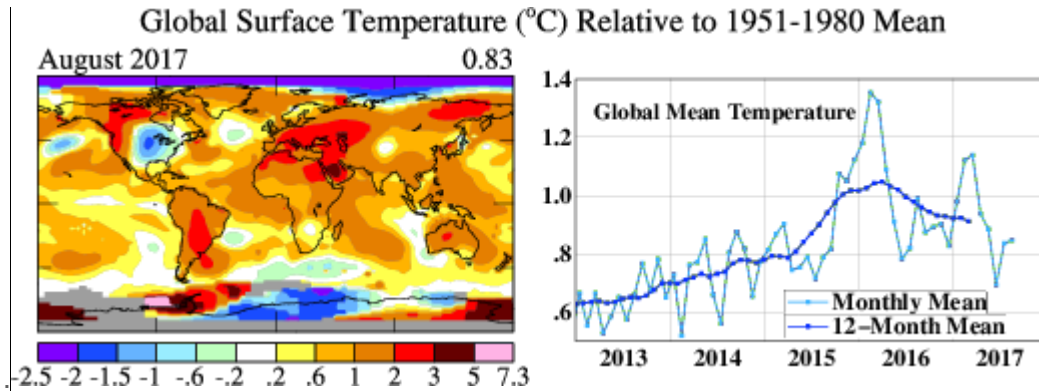 Global Surface Temperature (°C) Relative to 1951-1980 Mean
August 2017 0.83
-2.5 -2 -1.5 -1 -.6 -.2 .2 .6 1 2 3 5 7.3
1.4
Global Mean Temperature
1.2
1.0
.8
.6
Monthly Mean
12-Month Mean
2013 2014 2015 2016 2017